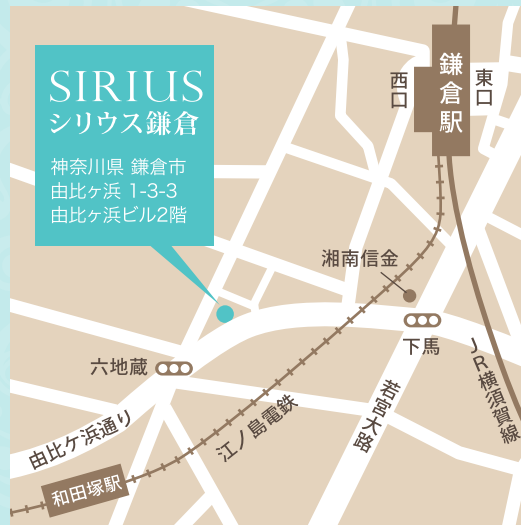 SIRIUS
シリウス鎌倉
神奈川県 鎌倉市
由比ヶ浜 1-3-3
由比ヶ浜ビル2階
西口
鎌倉駅
東口
湘南信金
下馬
六地蔵
JR横須賀線
若宮大路
江ノ島電鉄
由比ケ浜通り
和田塚駅